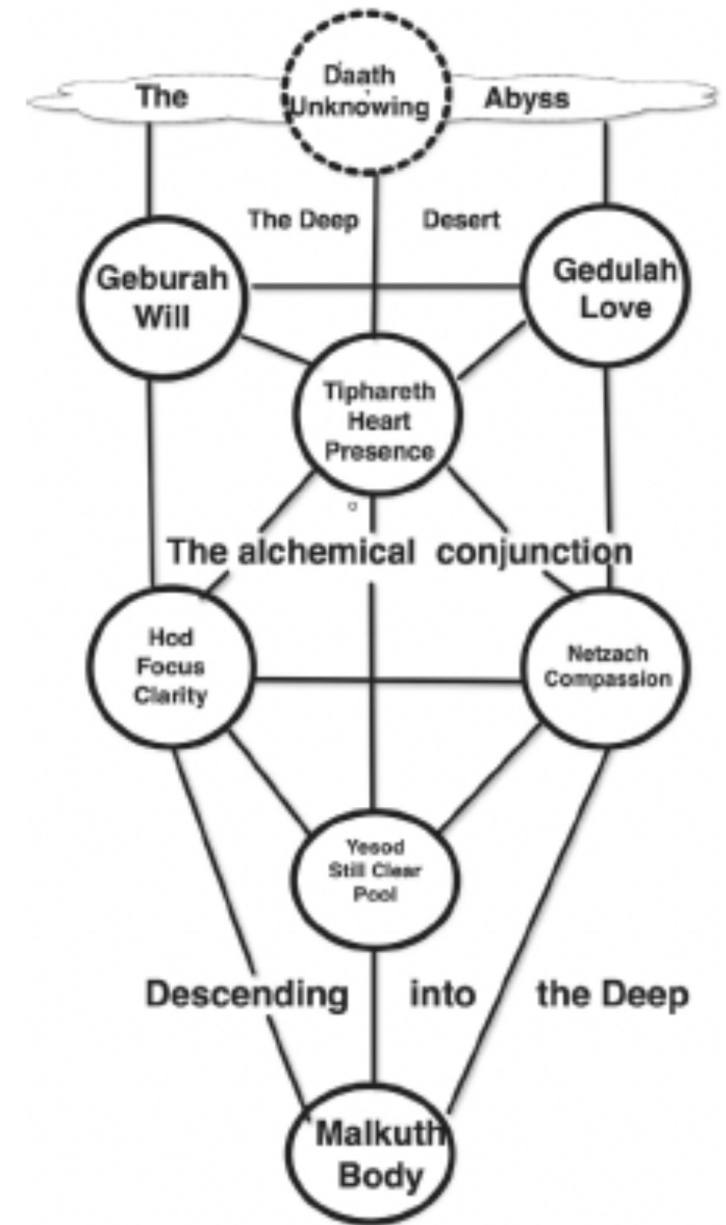 Daath
Unknowing
The Abyss
The Deep Desert
Geburah
Will
Gedulah
Love
Tiphareth
Heart
Presence
The alchemical conjunction
Hod
Focus
Clarity
Netzach
Compassion
Yesod
Still Clear
Pool
Descending into the Deep
Malkuth
Body